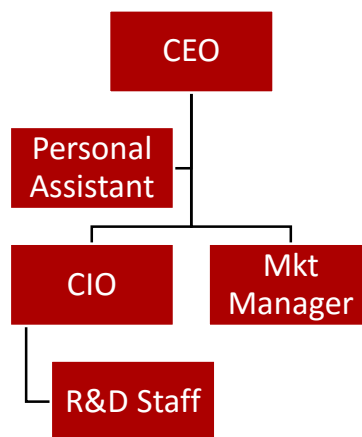 CEO
Personal
Assistant
CIO
Mkt
Manager
R&D Staff